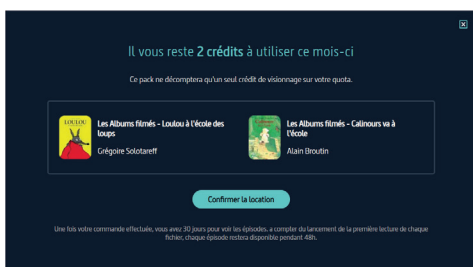 Il vous reste 2 crédits à utiliser ce mois-ci
Ce pack ne décomptera qu'un seul crédit de visionnage sur votre quota.
LOULOU
Les Albums filmés - Loulou à l'école des
loups
Grégoire Solotareff
Les Albums filmés - Calinours va à
l'école
Alain Broutin
Confirmer la location
Une fois votre commande effectuée, vous avez 30 jours pour voir les épisodes, a compter du lancement de la première lecture de chaque
fichier, chaque épisode restera disponible pendant 48h.